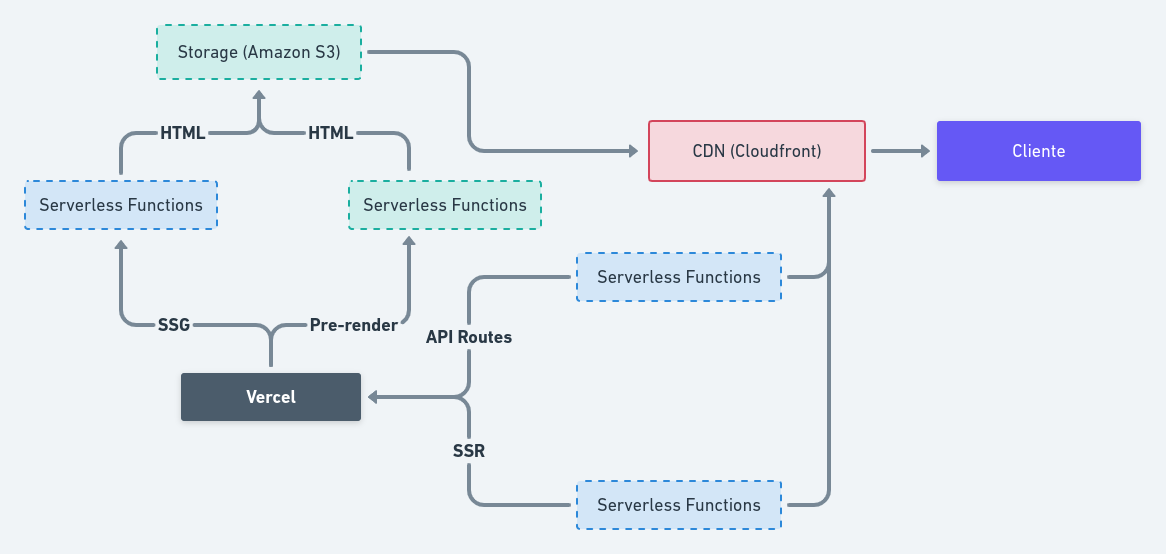 Storage (Amazon S3)
HTML
HTML
CDN (Cloudfront)
Cliente
Serverless Functions
Serverless Functions
Serverless Functions
SSG
Pre-render
API Routes
Vercel
SSR
Serverless Functions